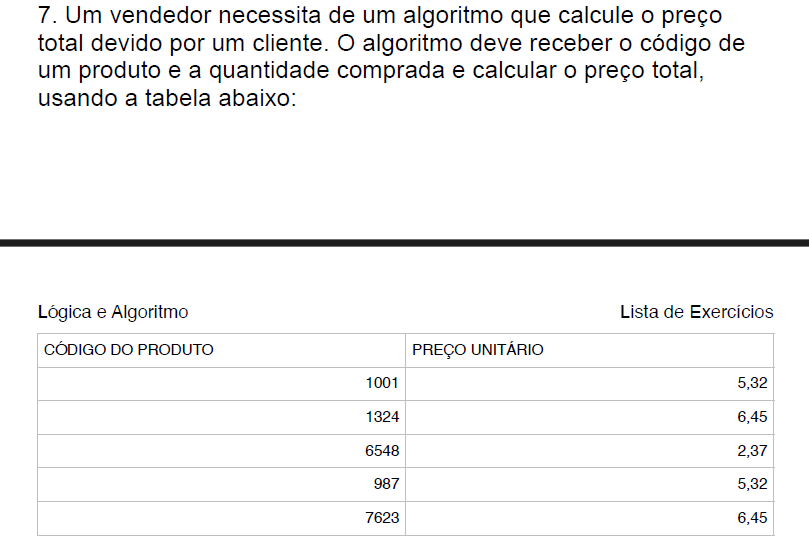 7. Um vendedor necessita de um algoritmo que calcule o preço
total devido por um cliente. O algoritmo deve receber o código de
um produto e a quantidade comprada e calcular o preço total,
usando a tabela abaixo:
Lógica e Algoritmo Lista de Exercícios
CÓDIGO DO PRODUTO PREÇO UNITÁRIO
1001 5,32
1324 6,45
6548 2,37
987 5,32
7623 6,45